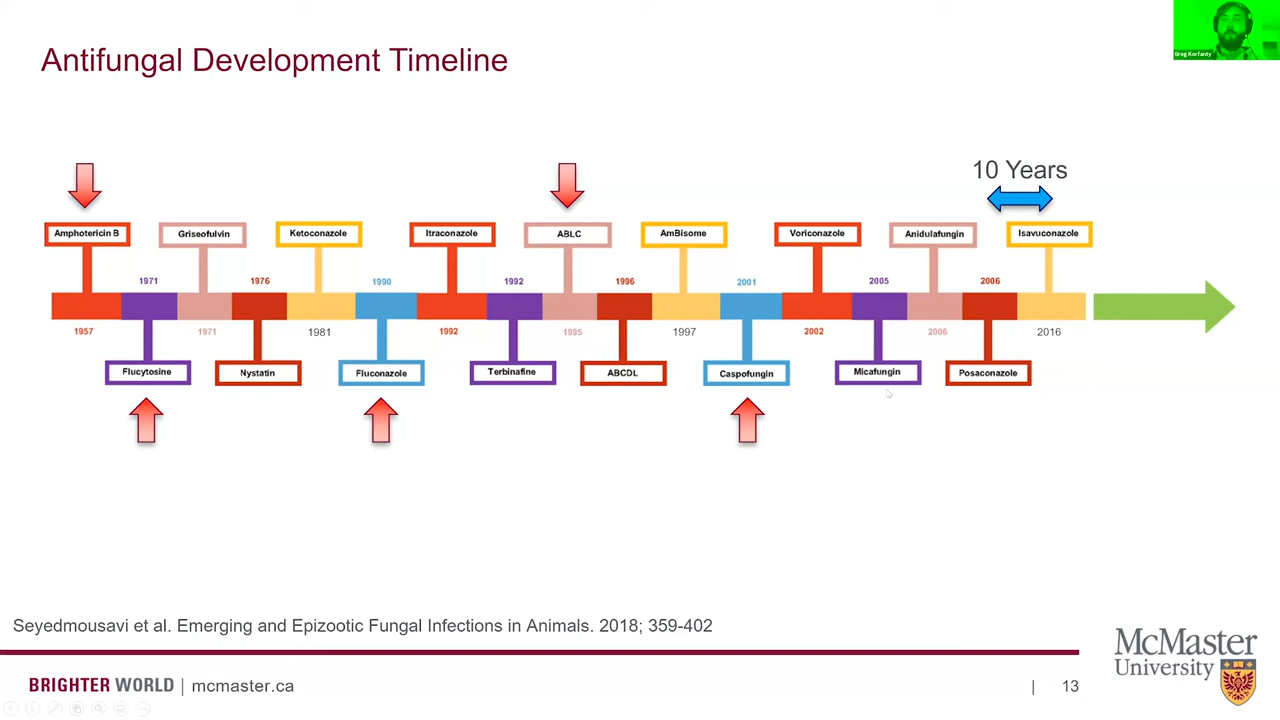 Antifungal Development Timeline
Greg Korfanty
10 Years
Amphotericin B
Griseofulvin
Ketoconazole
Itraconazole
ABLC
AmBisome
Voriconazole
Anidulafungin
Isavuconazole
1971
1976
1990
1992
1996
2001
2005
2006
1957
1971
1981
1992
1995
1997
2002
2006
2016
Flucytosine
Nystatin
Fluconazole
Terbinafine
ABCDL
Caspofungin
Micafungin
Posaconazole
Seyedmousavi et al. Emerging and Epizootic Fungal Infections in Animals. 2018; 359-402
BRIGHTER WORLD | mcmaster.ca
| 13
McMaster
University